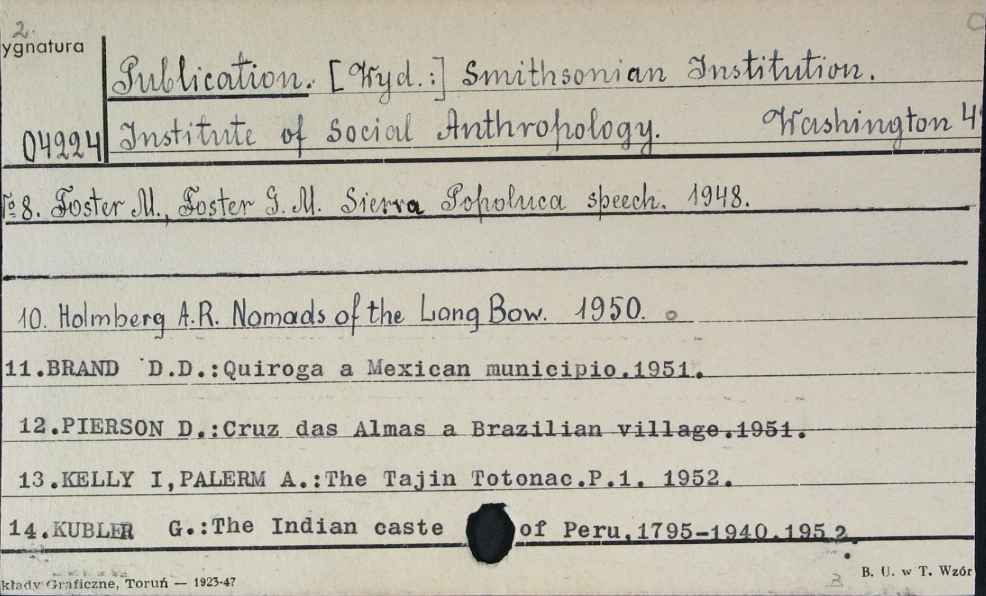 2.
ygnatura
Publication. [Wyd.:] Smithsonian Institution.
04224 Institute of Social Anthropology. Washington 4
№ 8. Foster M., Foster G. M. Sierra Popoluca speech. 1948.
10. Holmberg A.R. Nomads of the Long Bow. 1950.
11.BRAND D.D.:Quiroga a Mexican municipio.1951.
12.PIERSON D.:Cruz das Almas a Brazilian village.1951.
13.KELLY I,PALERM A.:The Tajin Totonac.P.1. 1952.
14.KUBLER G.:The Indian caste of Peru,1795-1940.1952.
kłady Graficzne, Toruń — 1923-47
B. U. w T. Wzór